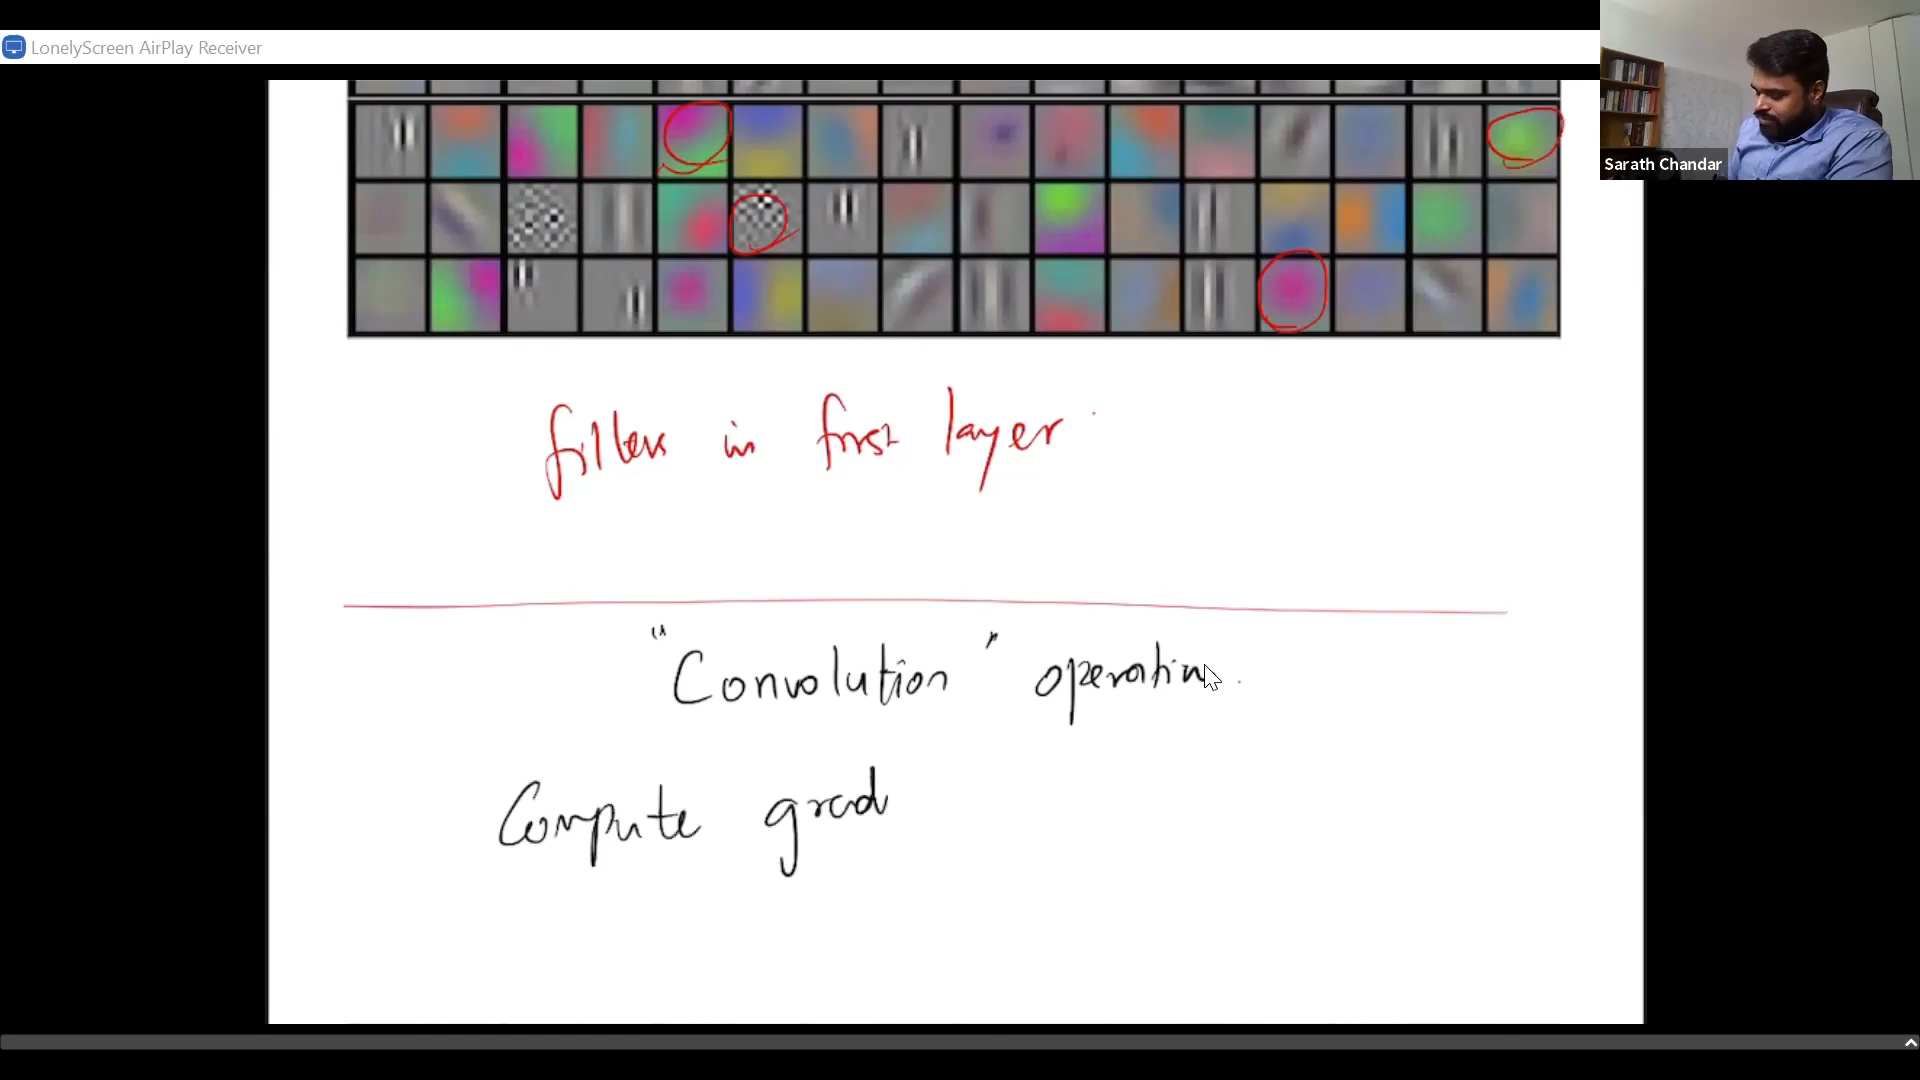 LonelyScreen AirPlay Receiver
Sarath Chandar
filters in first layer.
"Convolution" operation.
Compute grad